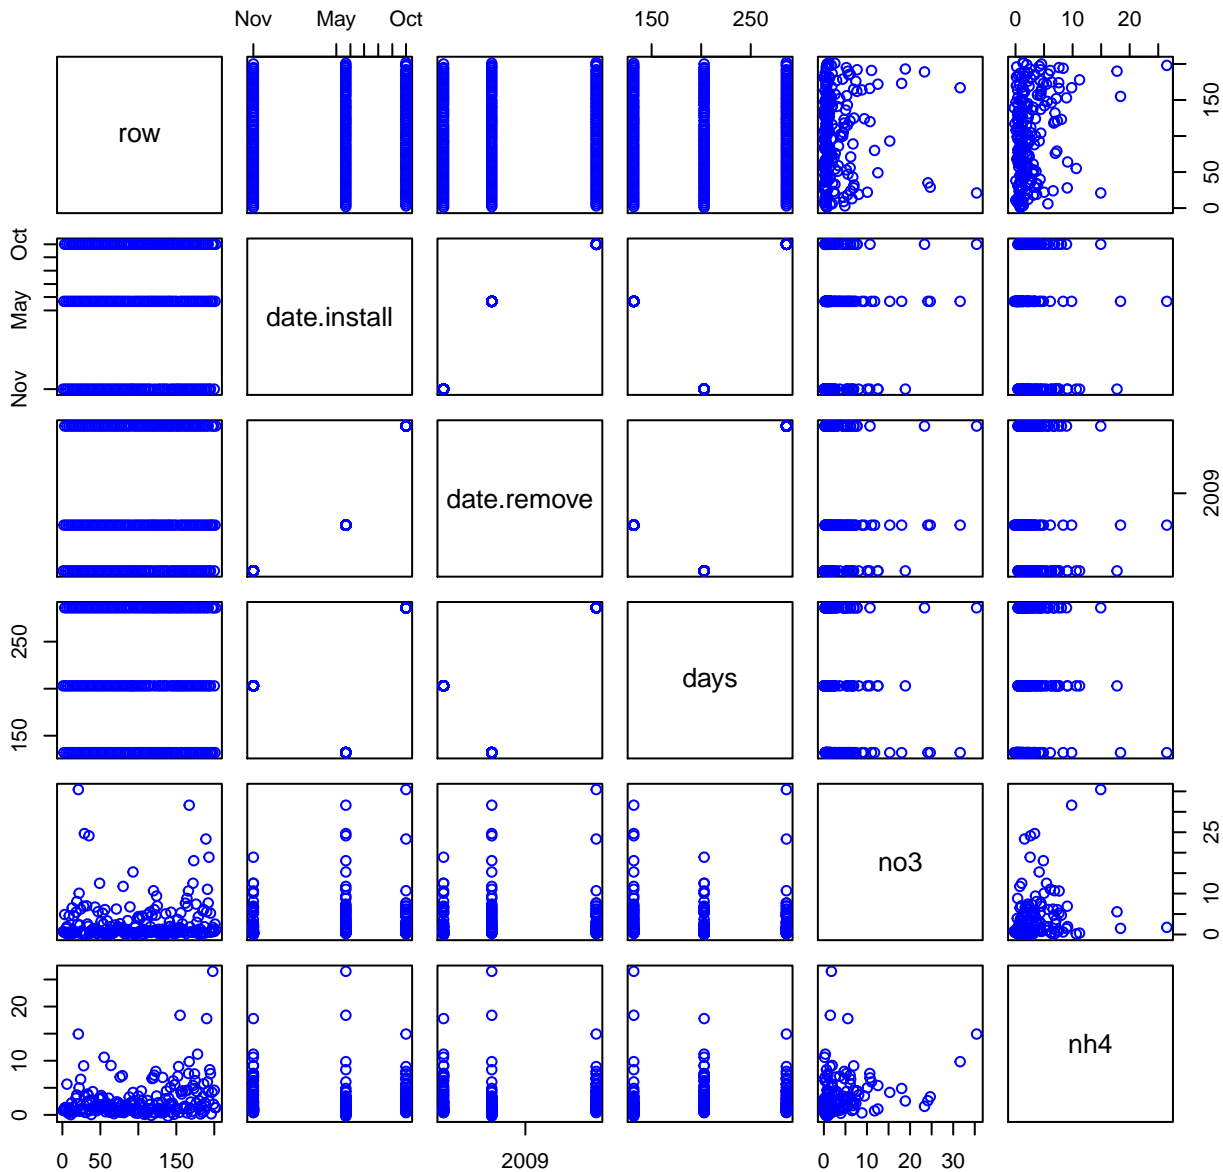 Nov May Oct 150 250 0 10 20
row 0 50 150
Nov May Oct date.install
date.remove 2009
150 250 days
no3 0 10 25
0 10 20 nh4
0 50 150 2009 0 10 20 30